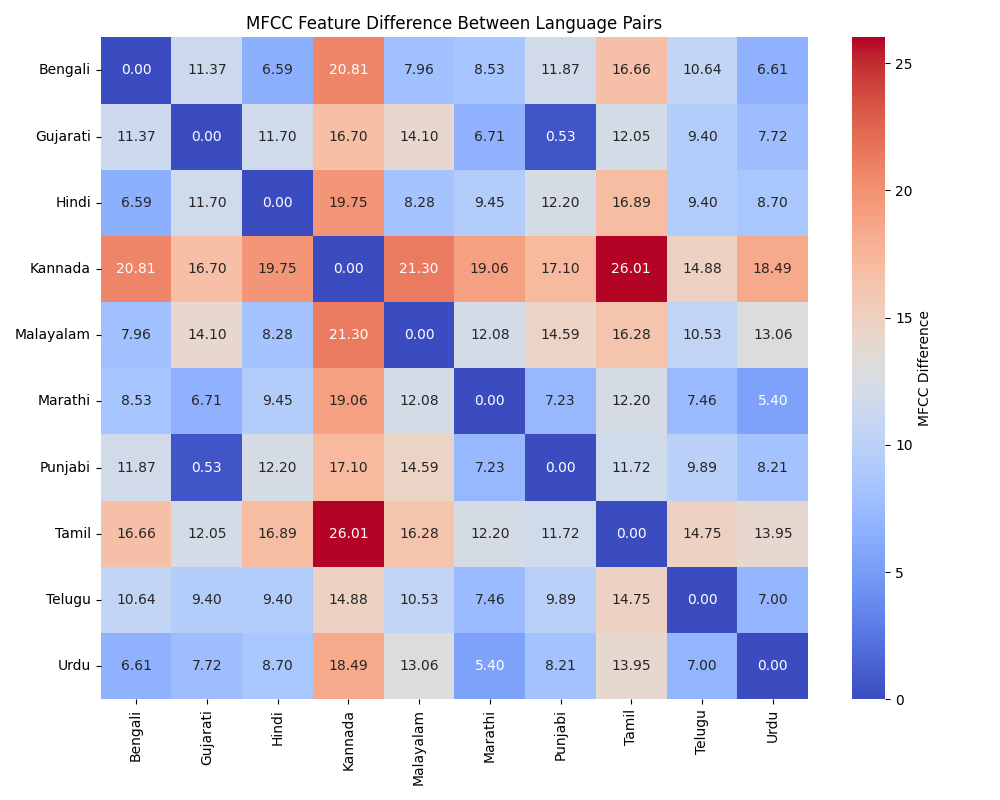 MFCC Feature Difference Between Language Pairs
Bengali 0.00 11.37 6.59 20.81 7.96 8.53 11.87 16.66 10.64 6.61
Gujarati 11.37 0.00 11.70 16.70 14.10 6.71 0.53 12.05 9.40 7.72
Hindi 6.59 11.70 0.00 19.75 8.28 9.45 12.20 16.89 9.40 8.70
Kannada 20.81 16.70 19.75 0.00 21.30 19.06 17.10 26.01 14.88 18.49
Malayalam 7.96 14.10 8.28 21.30 0.00 12.08 14.59 16.28 10.53 13.06
Marathi 8.53 6.71 9.45 19.06 12.08 0.00 7.23 12.20 7.46 5.40
Punjabi 11.87 0.53 12.20 17.10 14.59 7.23 0.00 11.72 9.89 8.21
Tamil 16.66 12.05 16.89 26.01 16.28 12.20 11.72 0.00 14.75 13.95
Telugu 10.64 9.40 9.40 14.88 10.53 7.46 9.89 14.75 0.00 7.00
Urdu 6.61 7.72 8.70 18.49 13.06 5.40 8.21 13.95 7.00 0.00
Bengali Gujarati Hindi Kannada Malayalam Marathi Punjabi Tamil Telugu Urdu
25
20
15
10
5
0
MFCC Difference